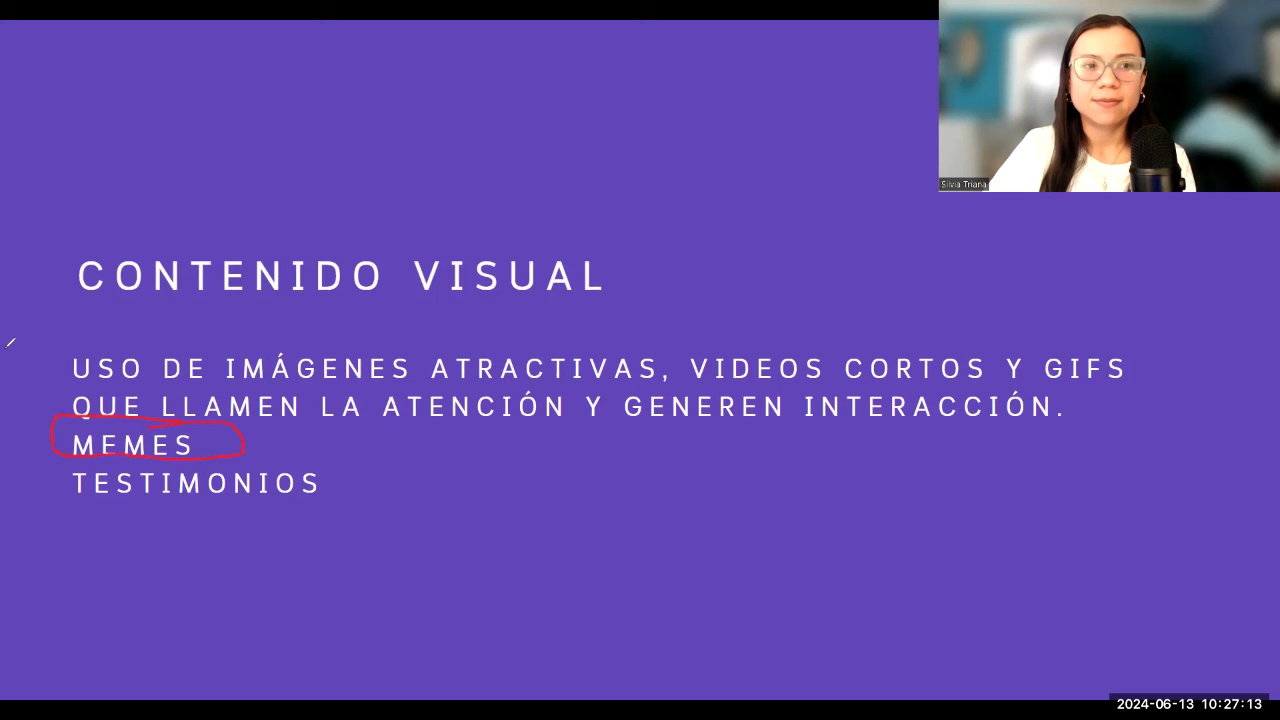 Silvia Triana
CONTENIDO VISUAL
USO DE IMÁGENES ATRACTIVAS, VIDEOS CORTOS Y GIFS
QUE LLAMEN LA ATENCIÓN Y GENEREN INTERACCIÓN.
MEMES
TESTIMONIOS
2024-06-13 10:27:13